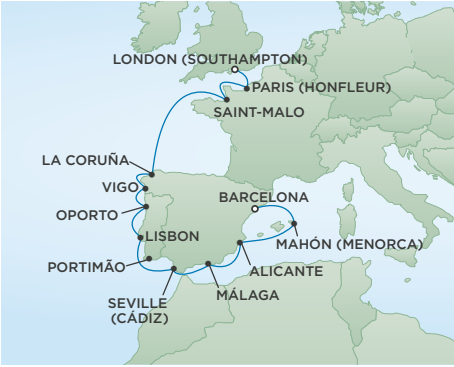 LONDON (SOUTHAMPTON)
PARIS (HONFLEUR)
SAINT-MALO
LA CORUÑA
VIGO
BARCELONA
OPORTO
LISBON
MAHÓN (MENORCA)
PORTIMÃO
ALICANTE
MÁLAGA
SEVILLE
(CÁDIZ)